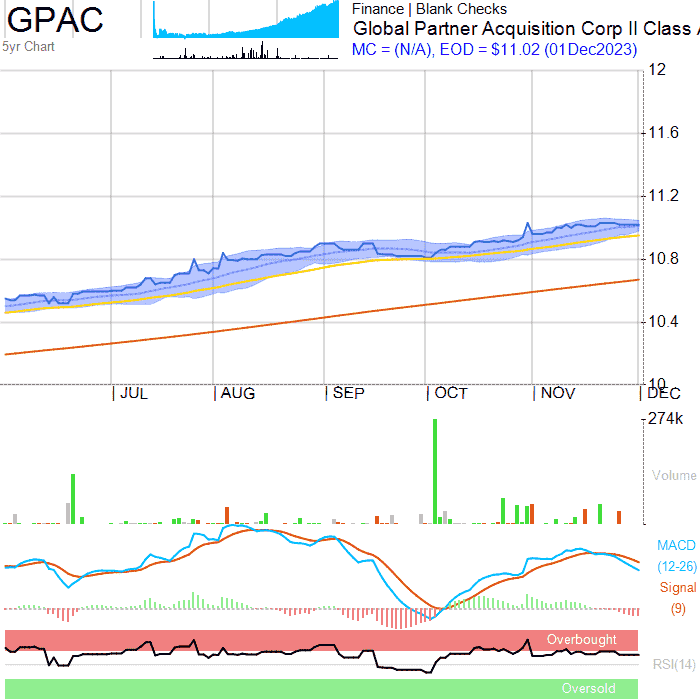 GPAC
5yr Chart
Finance | Blank Checks
Global Partner Acquisition Corp II Class A
MC = (N/A), EOD = $11.02 (01Dec2023)
12
11.6
11.2
10.8
10.4
10
JUL AUG SEP OCT NOV DEC
274k
Volume
MACD
(12-26)
Signal
(9)
Overbought
RSI(14)
Oversold